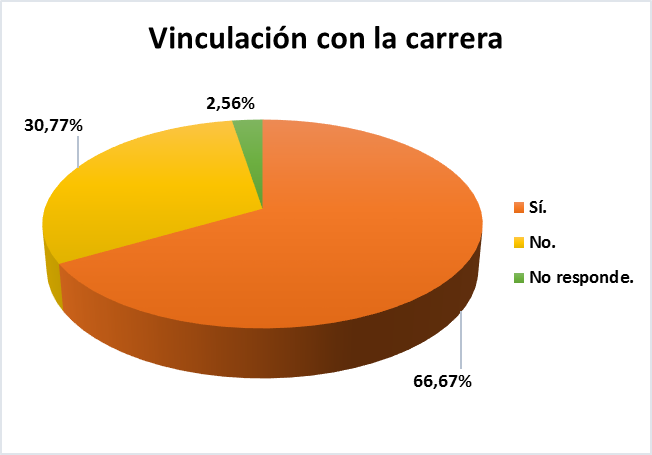 Vinculación con la carrera
2,56%
30,77%
Sí.
No.
No responde.
66,67%